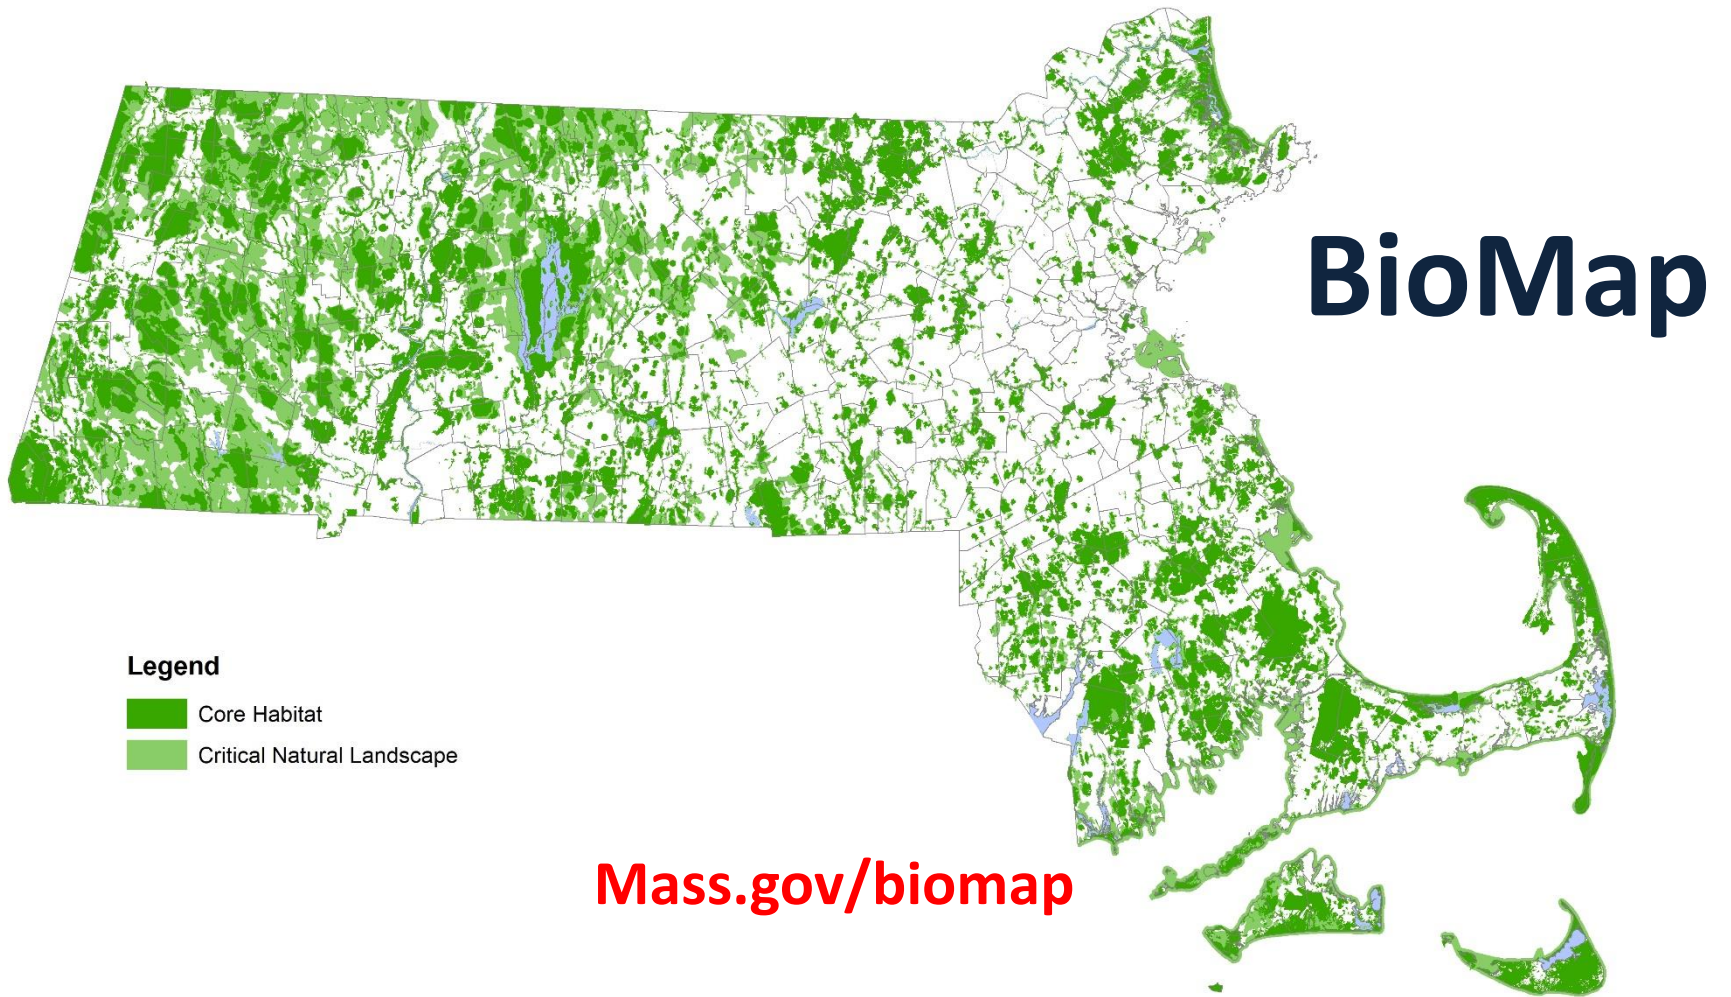 BioMap
Legend
Core Habitat
Critical Natural Landscape
Mass.gov/biomap